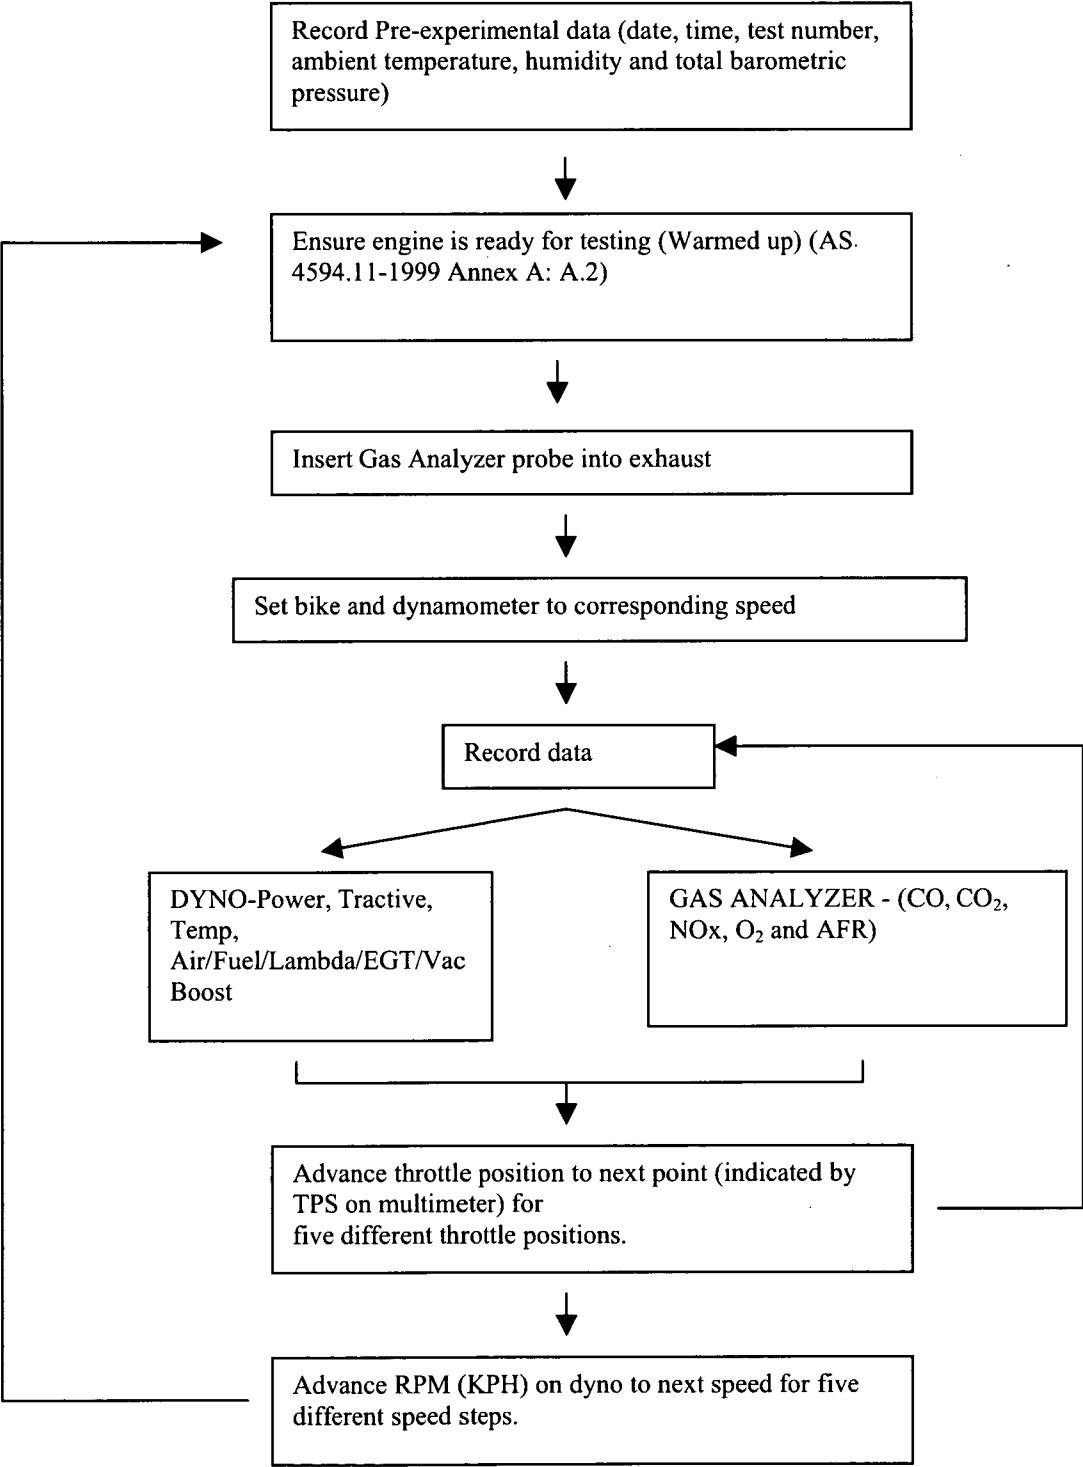 Record Pre-experimental data (date, time, test number,
ambient temperature, humidity and total barometric
pressure)
Ensure engine is ready for testing (Warmed up) (AS
4594.11-1999 Annex A: A.2)
Insert Gas Analyzer probe into exhaust
Set bike and dynamometer to corresponding speed
Record data
DYNO-Power, Tractive,
Temp,
Air/Fuel/Lambda/EGT/Vac
Boost
GAS ANALYZER - (CO, CO₂,
NOx, O₂ and AFR)
Advance throttle position to next point (indicated by
TPS on multimeter) for
five different throttle positions.
Advance RPM (KPH) on dyno to next speed for five
different speed steps.